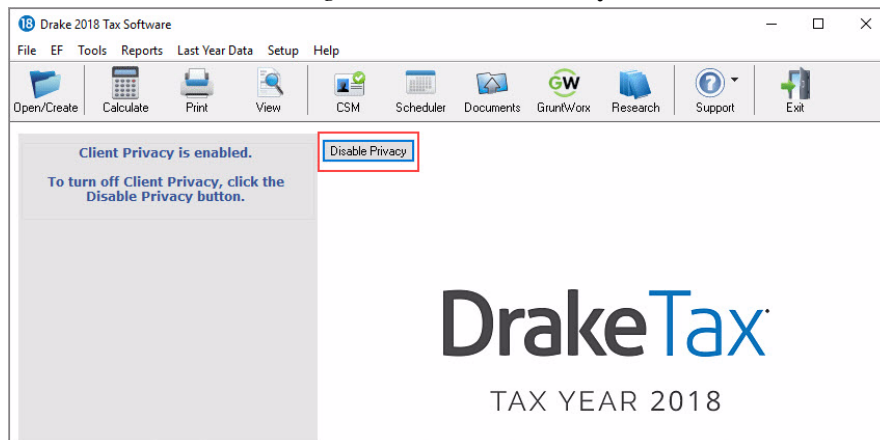 18 Drake 2018 Tax Software
File EF Tools Reports Last Year Data Setup Help
Open/Create Calculate Print View CSM Scheduler Documents GruntWorx Research Support Exit
Client Privacy is enabled.
To turn off Client Privacy, click the
Disable Privacy button.
Disable Privacy
DrakeTax
TAX YEAR 2018